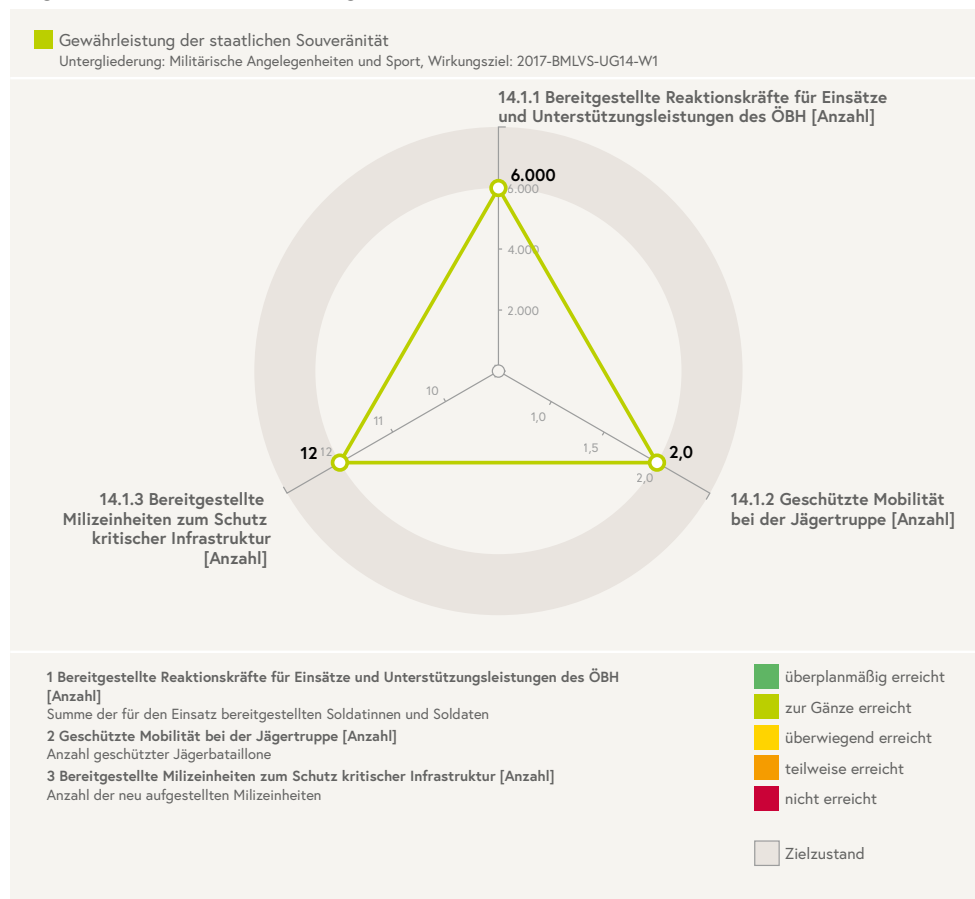 Gewährleistung der staatlichen Souveränität
Untergliederung: Militärische Angelegenheiten und Sport, Wirkungsziel: 2017-BMLVS-UG14-W1
14.1.1 Bereitgestellte Reaktionskräfte für Einsätze
und Unterstützungsleistungen des ÖBH [Anzahl]
6.000
6.000
4.000
2.000
10
1,0
11
1,5
12
12
2,0
2,0
14.1.3 Bereitgestellte
Milizeinheiten zum Schutz
kritischer Infrastruktur
[Anzahl]
14.1.2 Geschützte Mobilität
bei der Jägertruppe [Anzahl]
1 Bereitgestellte Reaktionskräfte für Einsätze und Unterstützungsleistungen des ÖBH
[Anzahl]
Summe der für den Einsatz bereitgestellten Soldatinnen und Soldaten
2 Geschützte Mobilität bei der Jägertruppe [Anzahl]
Anzahl geschützter Jägerbataillone
3 Bereitgestellte Milizeinheiten zum Schutz kritischer Infrastruktur [Anzahl]
Anzahl der neu aufgestellten Milizeinheiten
überplanmäßig erreicht
zur Gänze erreicht
überwiegend erreicht
teilweise erreicht
nicht erreicht
Zielzustand